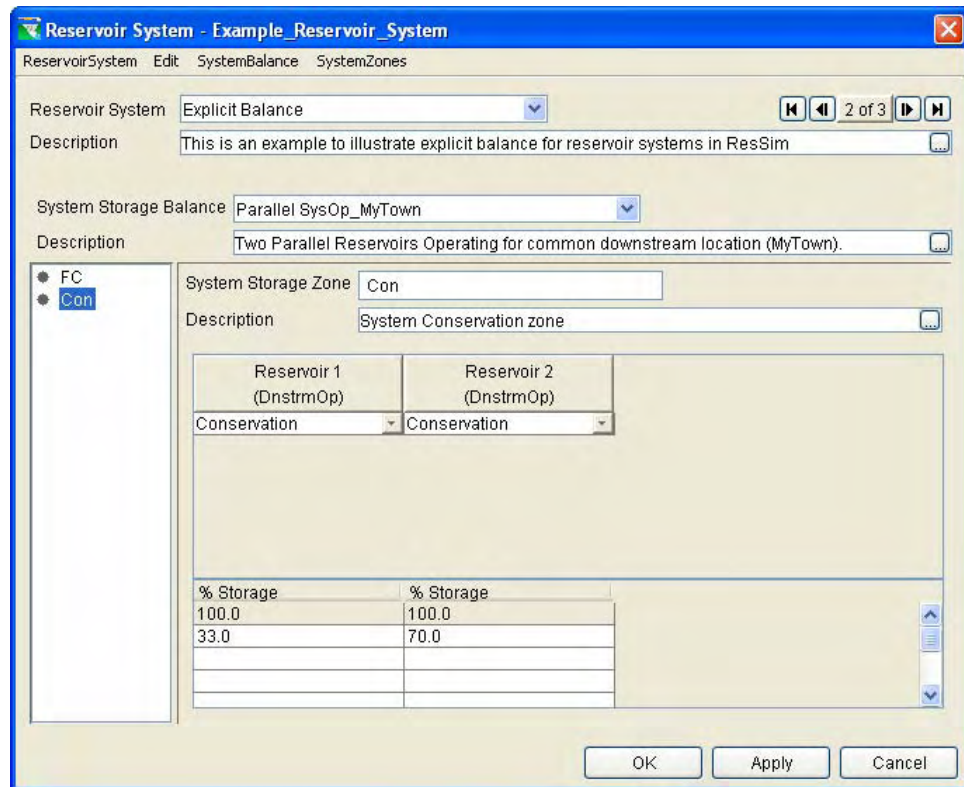 Reservoir System - Example_Reservoir_System
ReservoirSystem Edit SystemBalance SystemZones
Reservoir System Explicit Balance 2 of 3
Description This is an example to illustrate explicit balance for reservoir systems in ResSim ...
System Storage Balance Parallel SysOp_MyTown
Description Two Parallel Reservoirs Operating for common downstream location (MyTown). ...
FC
Con
System Storage Zone Con
Description System Conservation zone ...
Reservoir 1 Reservoir 2
(DnstrmOp) (DnstrmOp)
Conservation Conservation
% Storage % Storage
100.0 100.0
33.0 70.0
OK Apply Cancel